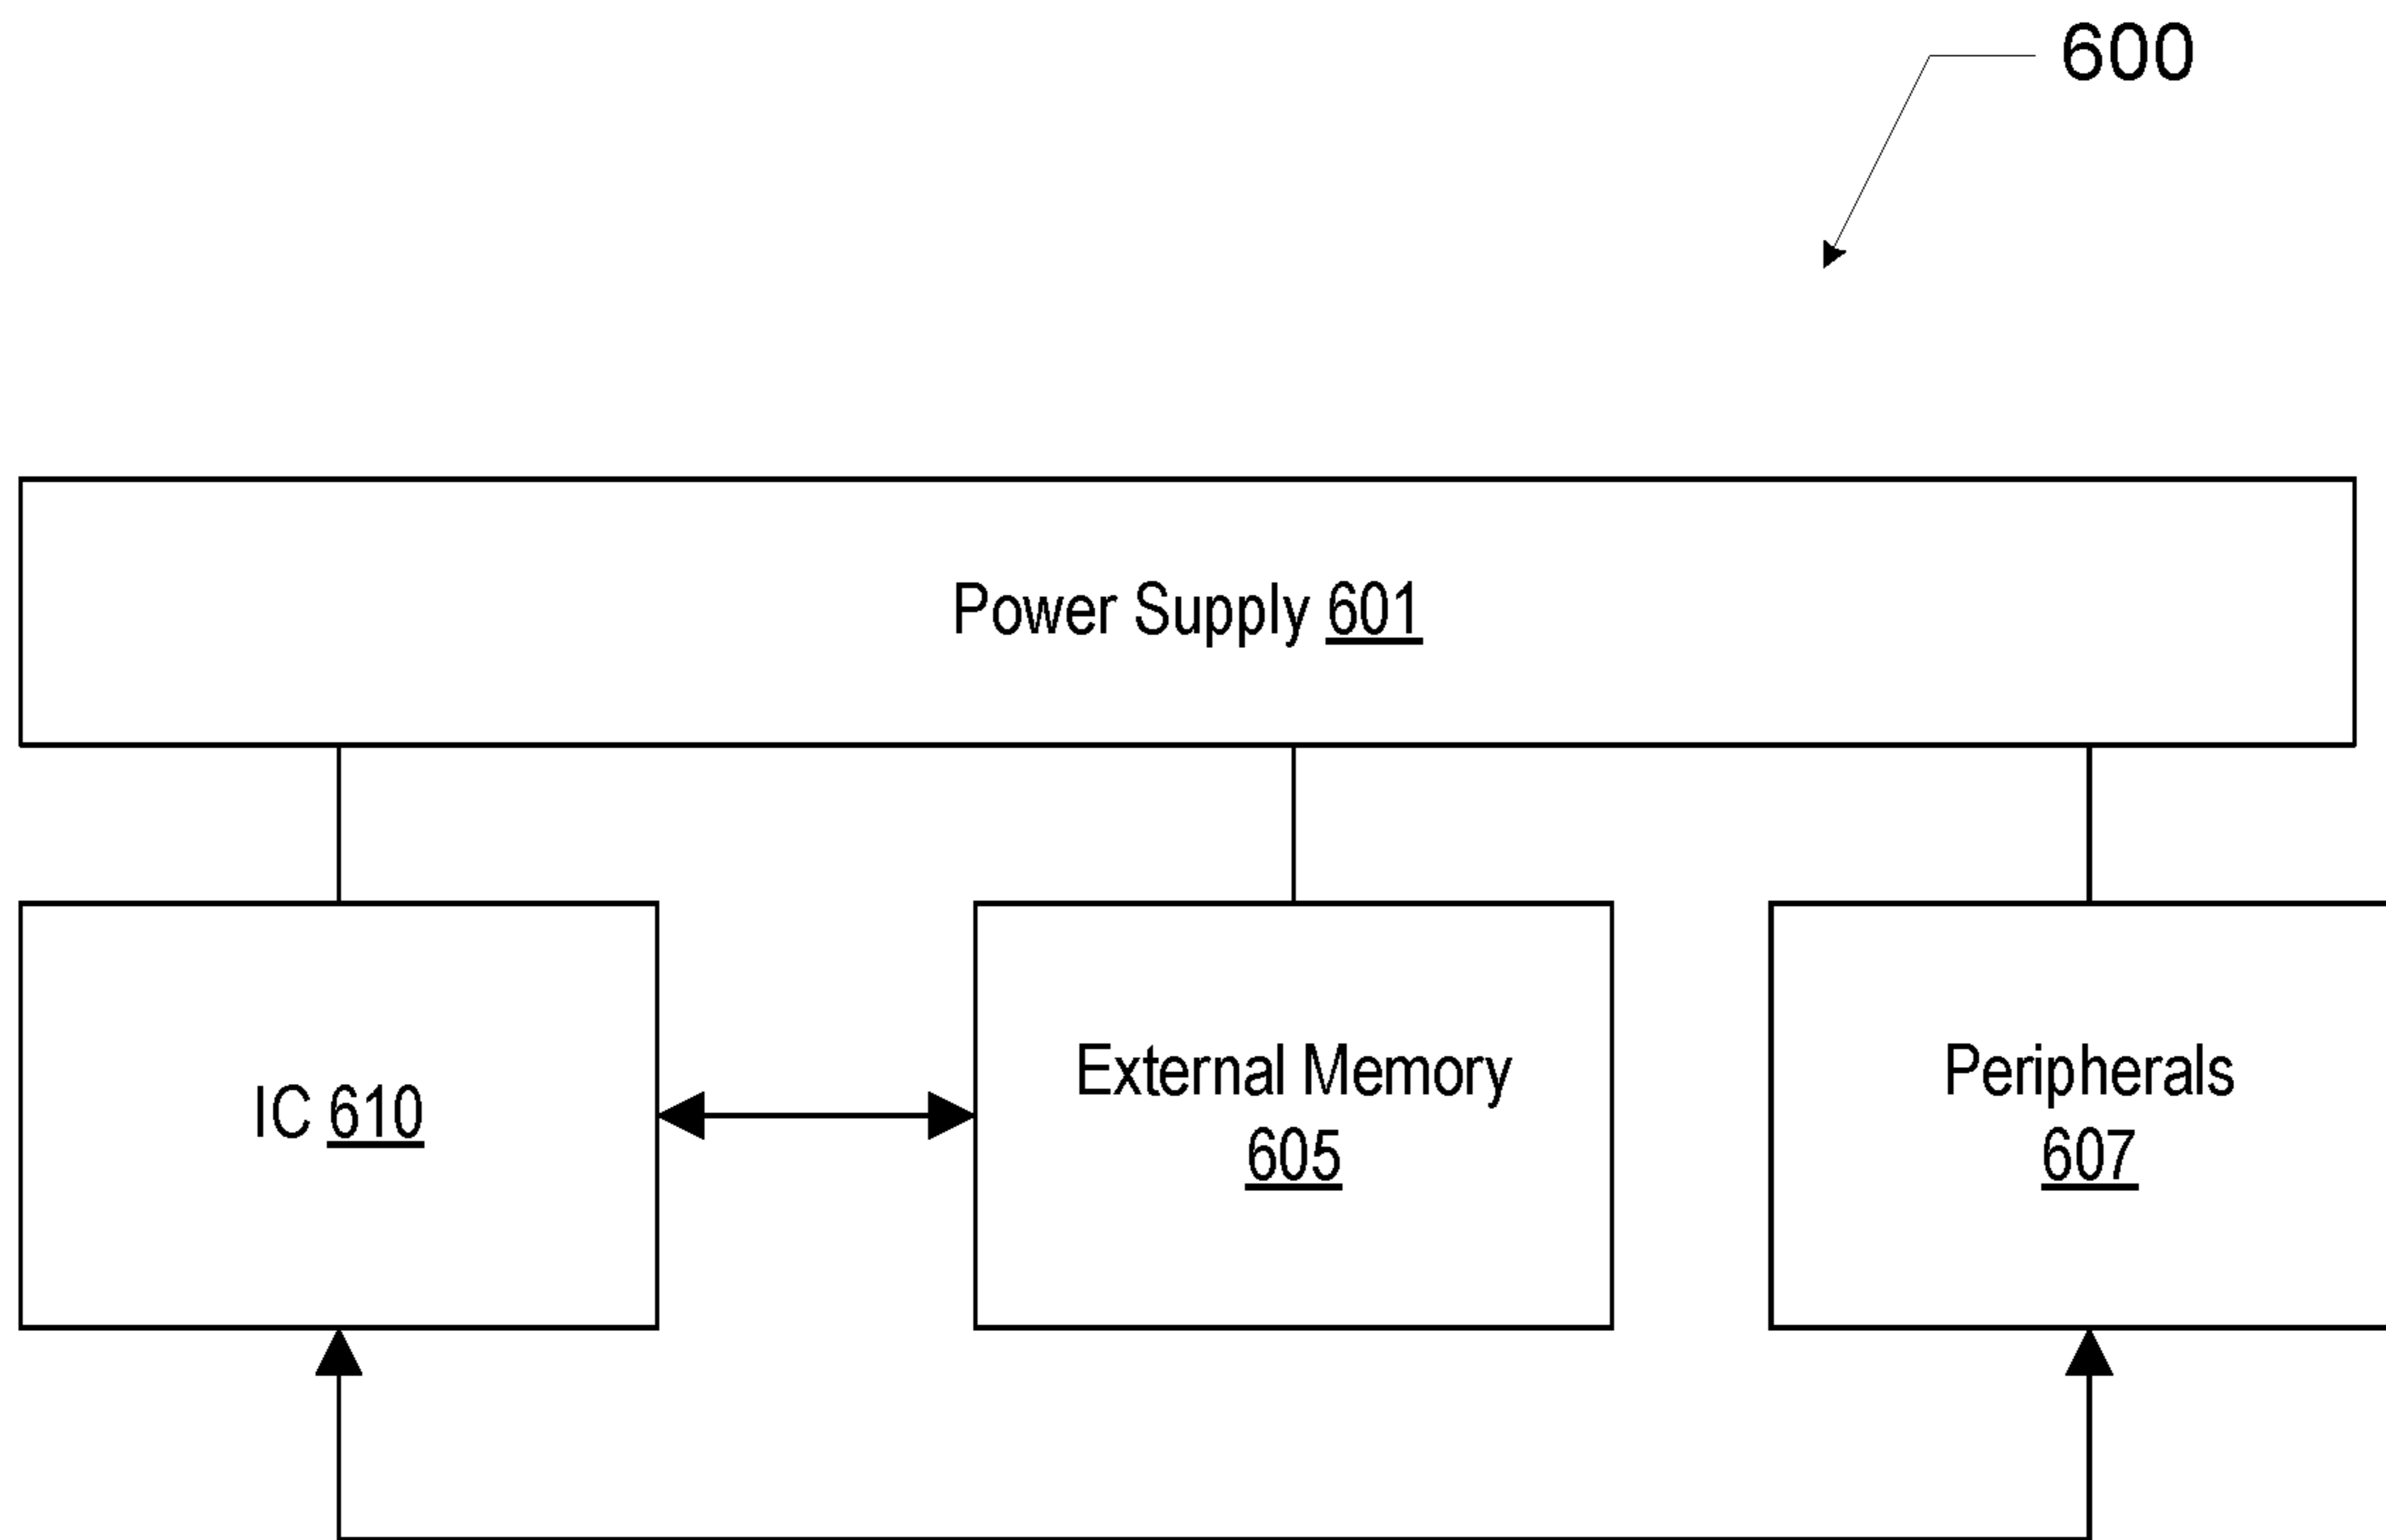 600
Power Supply 601
IC 610
External Memory
605
Peripherals
607